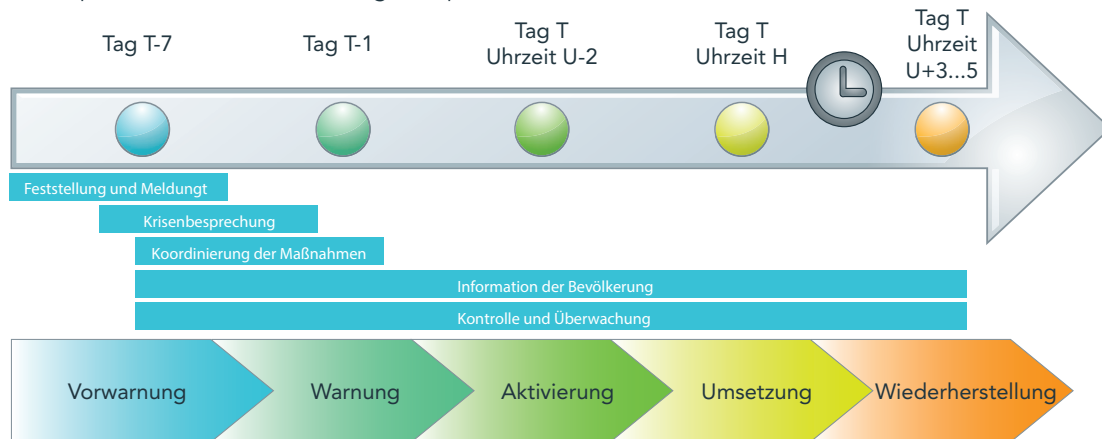 Tag T-7
Tag T-1
Tag T
Uhrzeit U-2
Tag T
Uhrzeit H
Tag T
Uhrzeit
U+3...5
Feststellung und Meldungt
Krisenbesprechung
Koordinierung der Maßnahmen
Information der Bevölkerung
Kontrolle und Überwachung
Vorwarnung
Warnung
Aktivierung
Umsetzung
Wiederherstellung